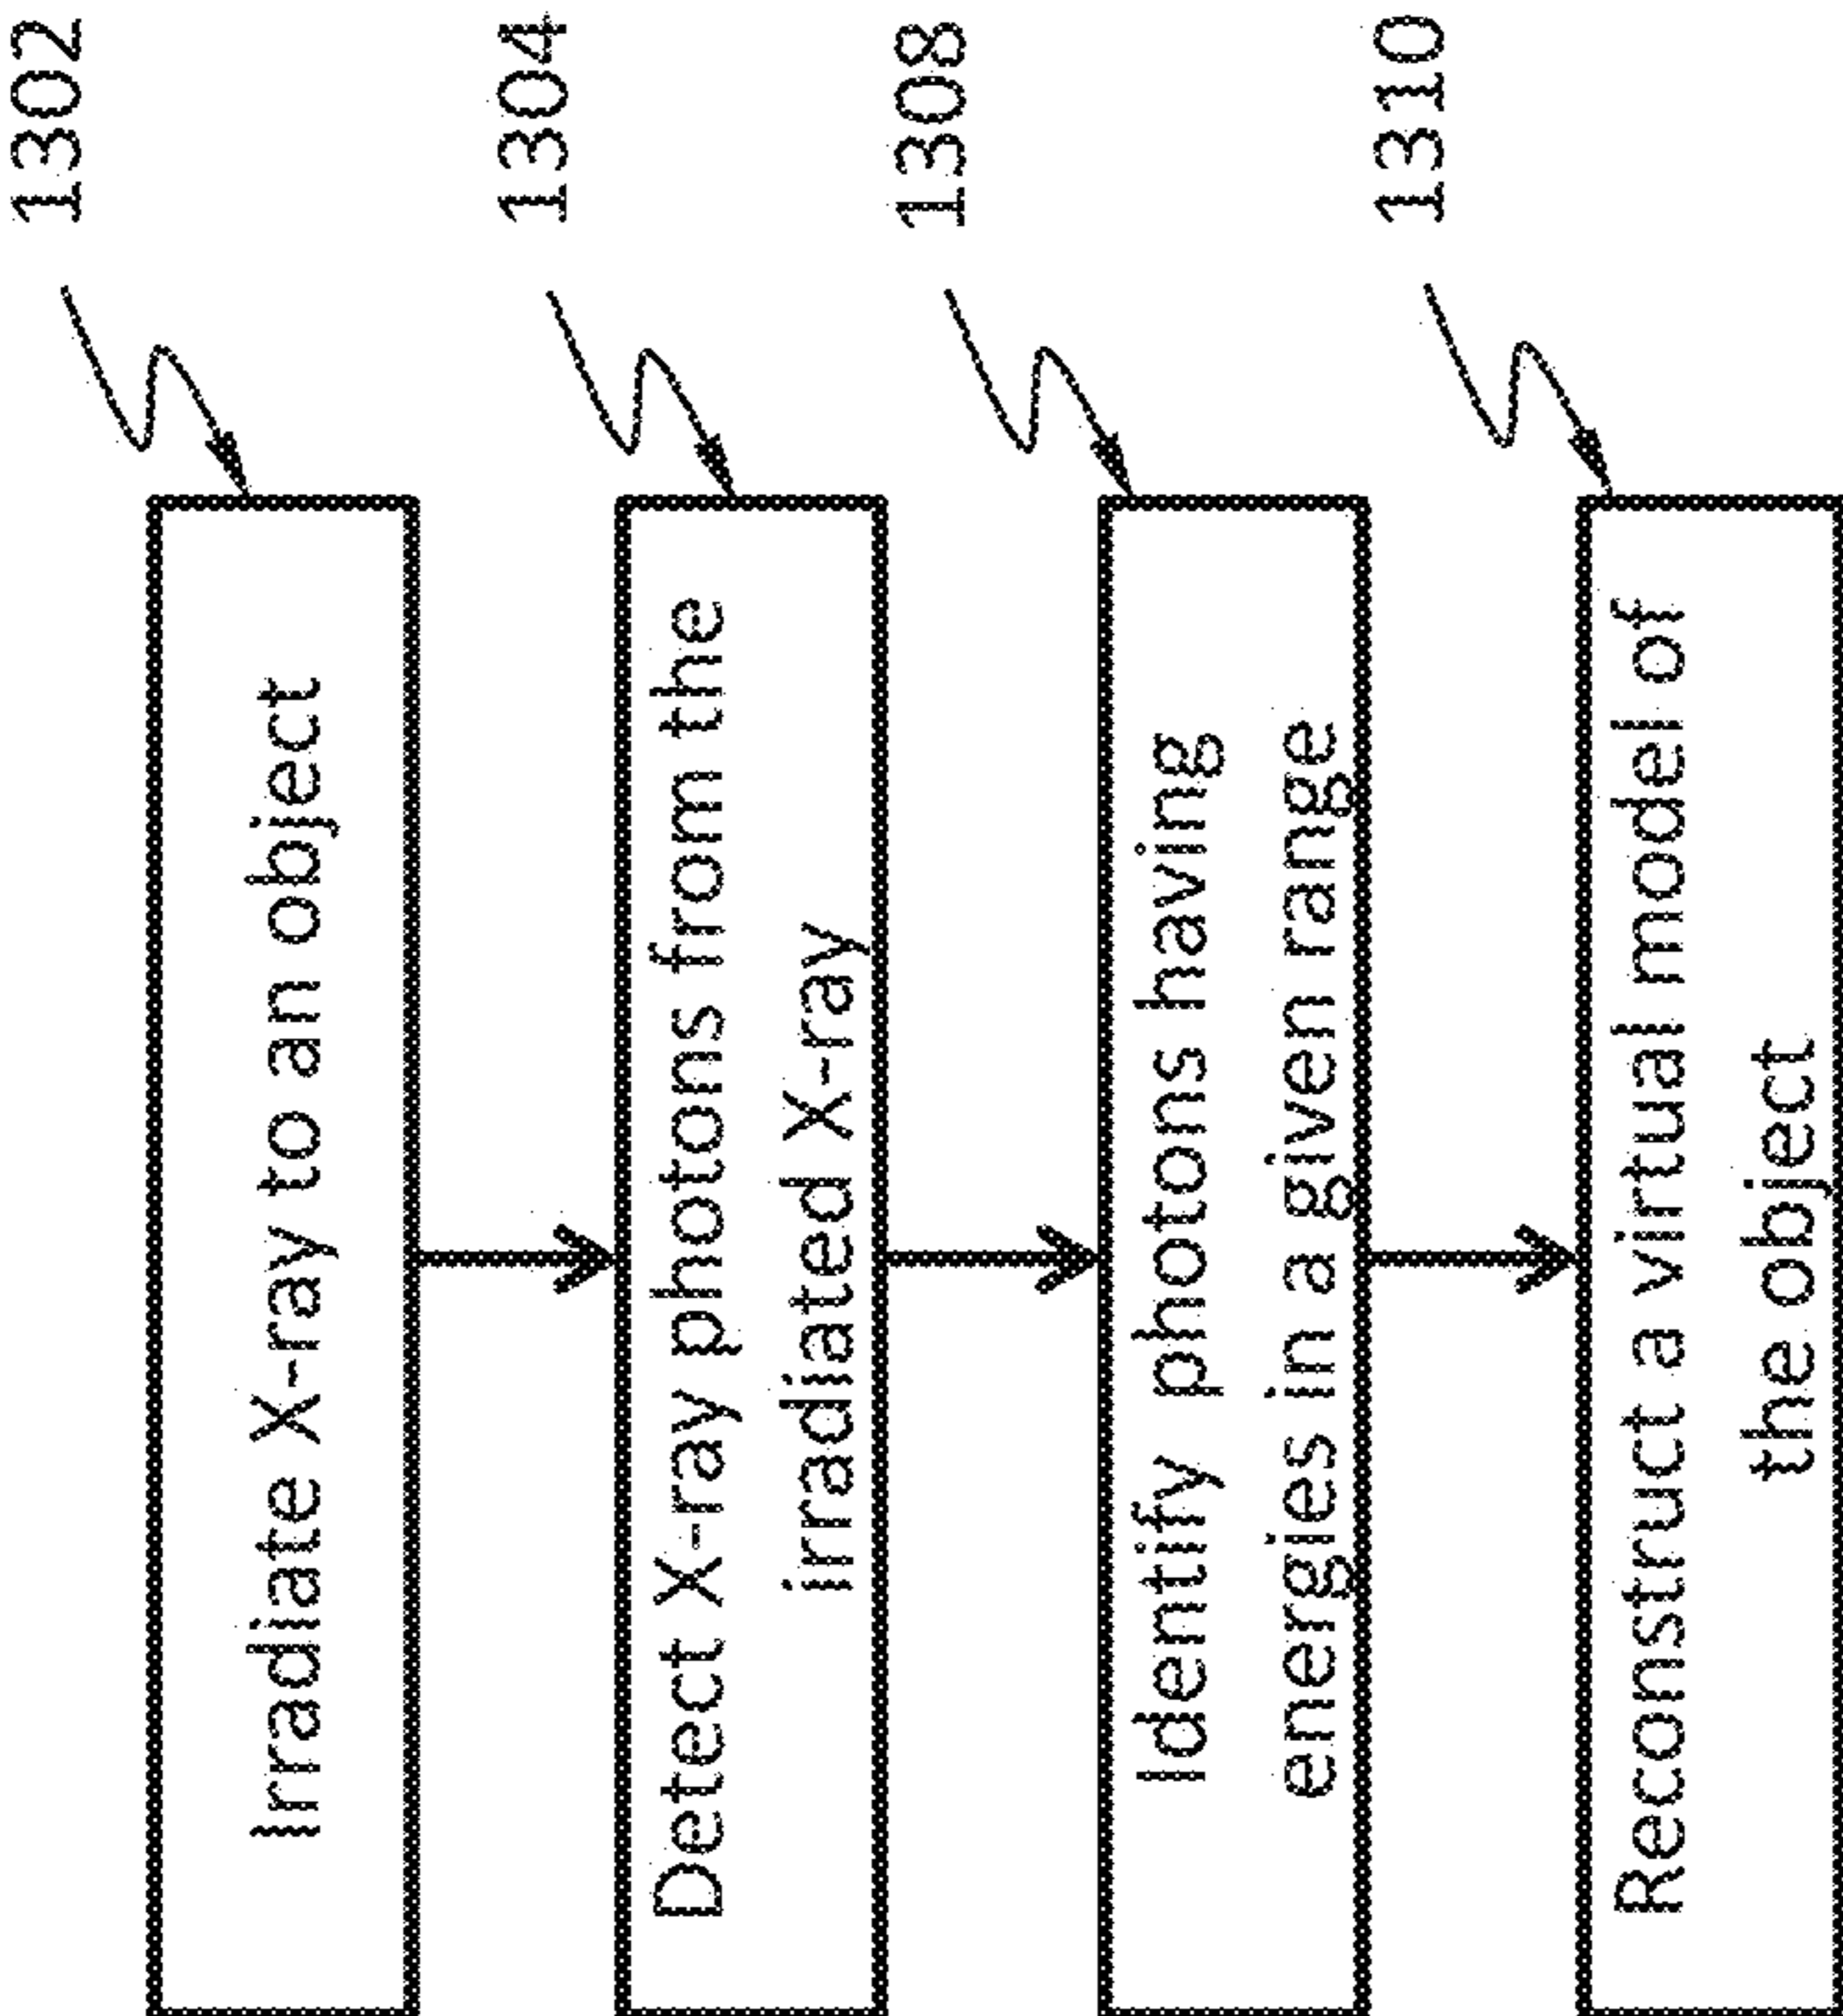 Irradiate X-ray to an object
1302
Detect X-ray photons from the
irradiated X-ray
1304
Identify photons having
energies in a given range
1308
Reconstruct a virtual model of
the object
1310